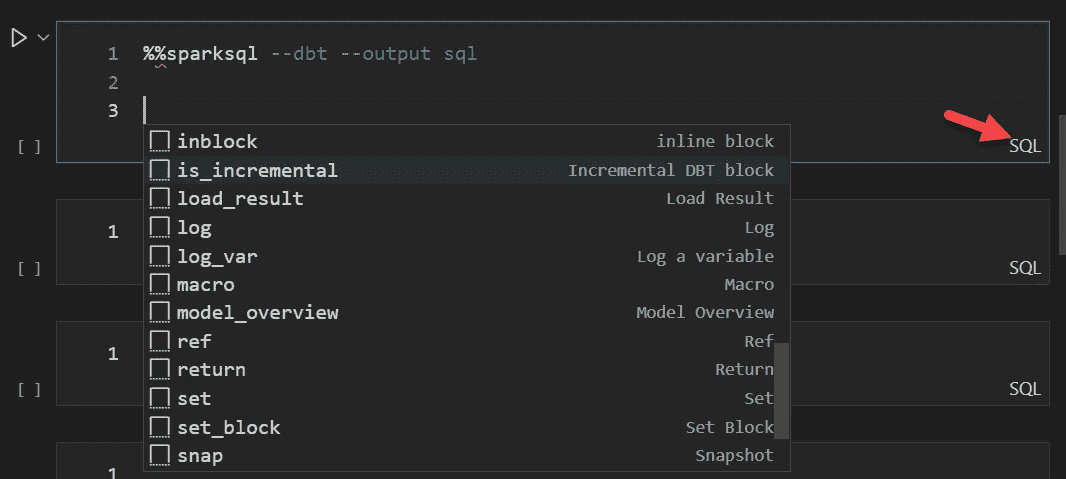 1 %%sparksql --dbt --output sql
2
3
[ ] SQL
inblock inline block
is_incremental Incremental DBT block
load_result Load Result
log Log
log_var Log a variable
macro Macro
model_overview Model Overview
ref Ref
return Return
set Set
set_block Set Block
snap Snapshot
1
[ ] SQL
1
[ ] SQL
1